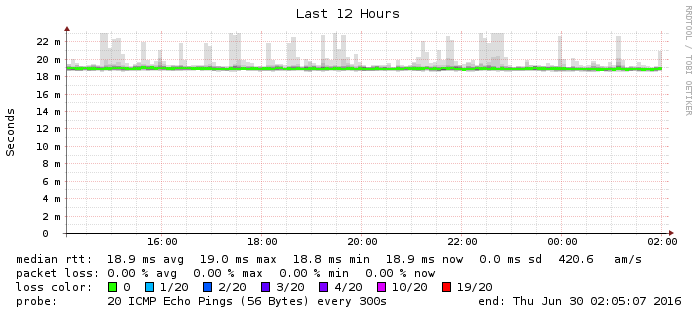 Last 12 Hours
RRDTOOL / TOBI OETIKER
Seconds
22 m
20 m
18 m
16 m
14 m
12 m
10 m
8 m
6 m
4 m
2 m
0
16:00 18:00 20:00 22:00 00:00 02:00
median rtt: 18.9 ms avg 19.0 ms max 18.8 ms min 18.9 ms now 0.0 ms sd 420.6 am/s
packet loss: 0.00 % avg 0.00 % max 0.00 % min 0.00 % now
loss color: 0 1/20 2/20 3/20 4/20 10/20 19/20
probe: 20 ICMP Echo Pings (56 Bytes) every 300s end: Thu Jun 30 02:05:07 2016